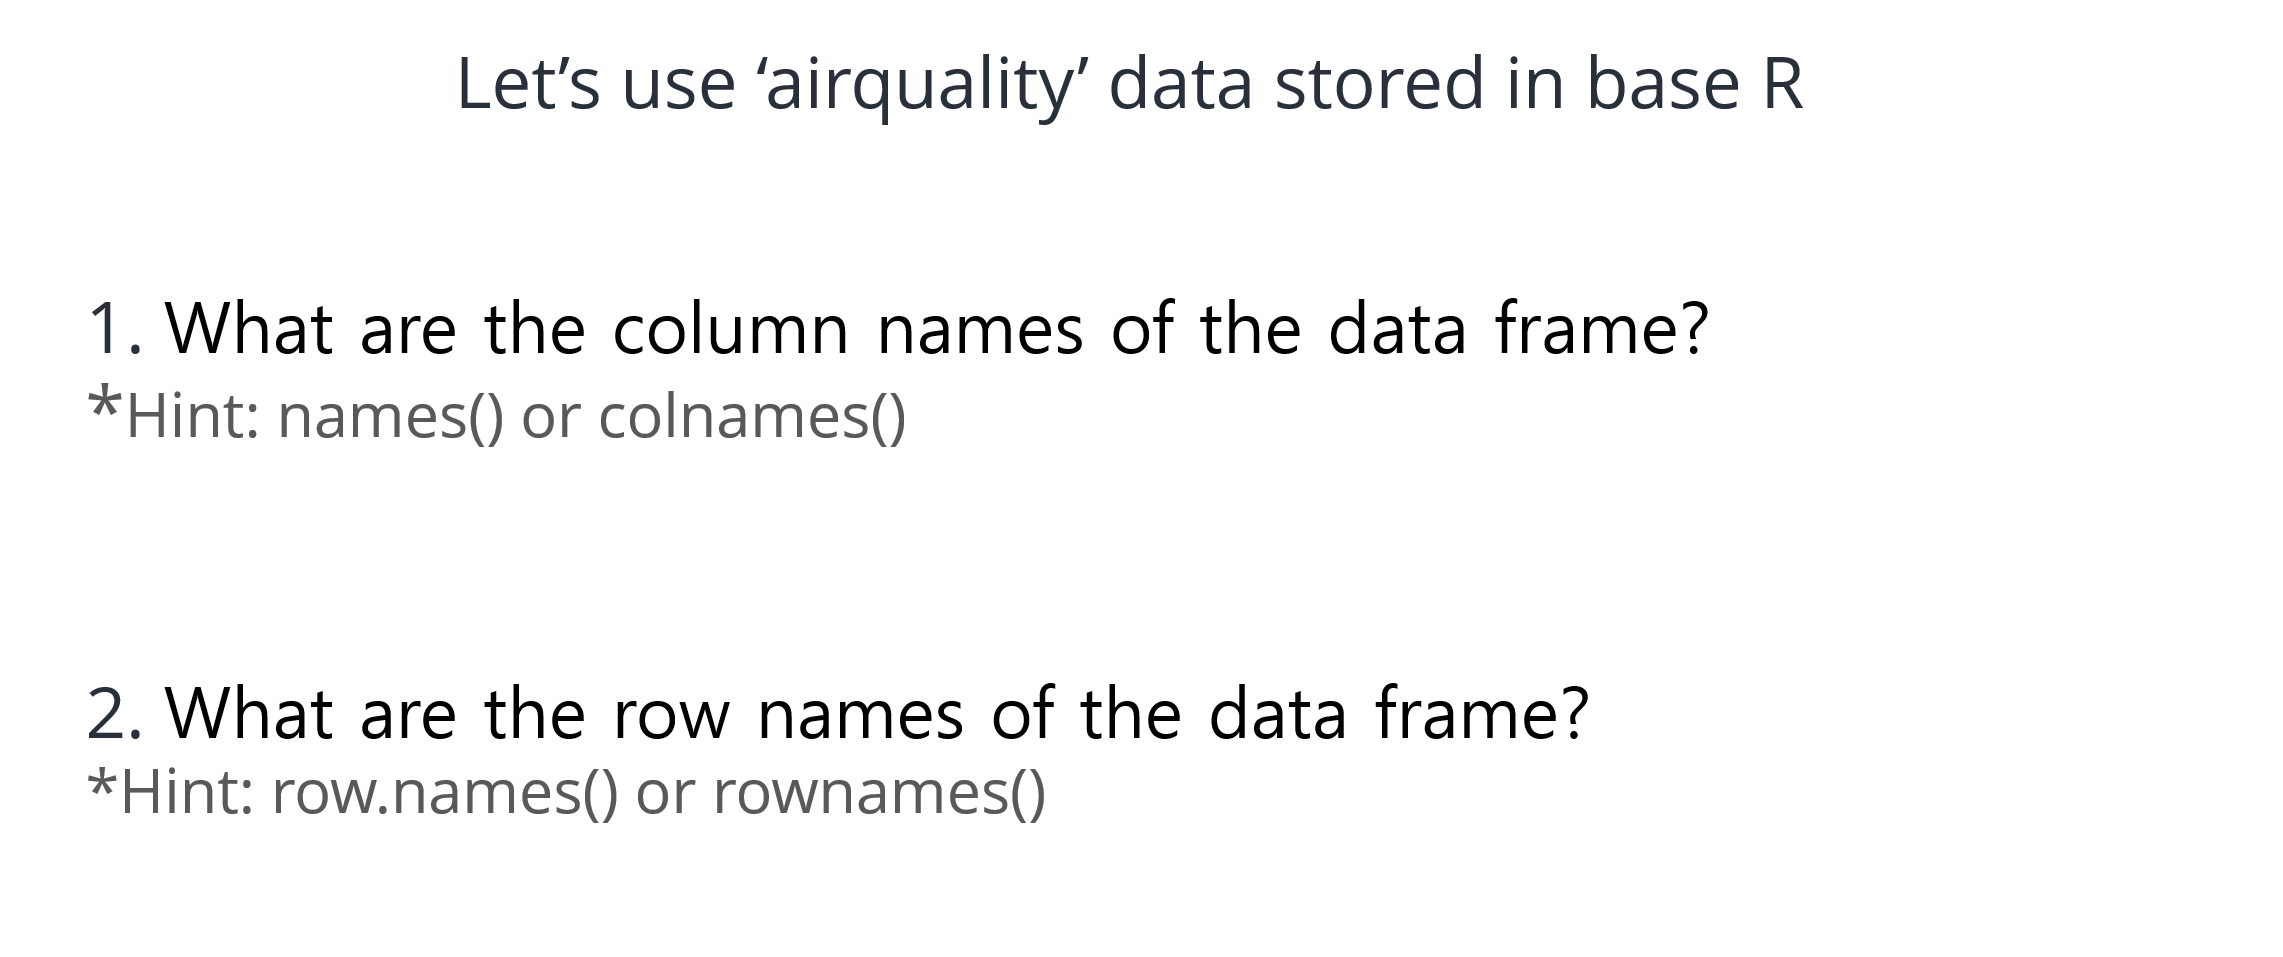 Let’s use ‘airquality’ data stored in base R
1. What are the column names of the data frame?
*Hint: names() or colnames()
2. What are the row names of the data frame?
*Hint: row.names() or rownames()